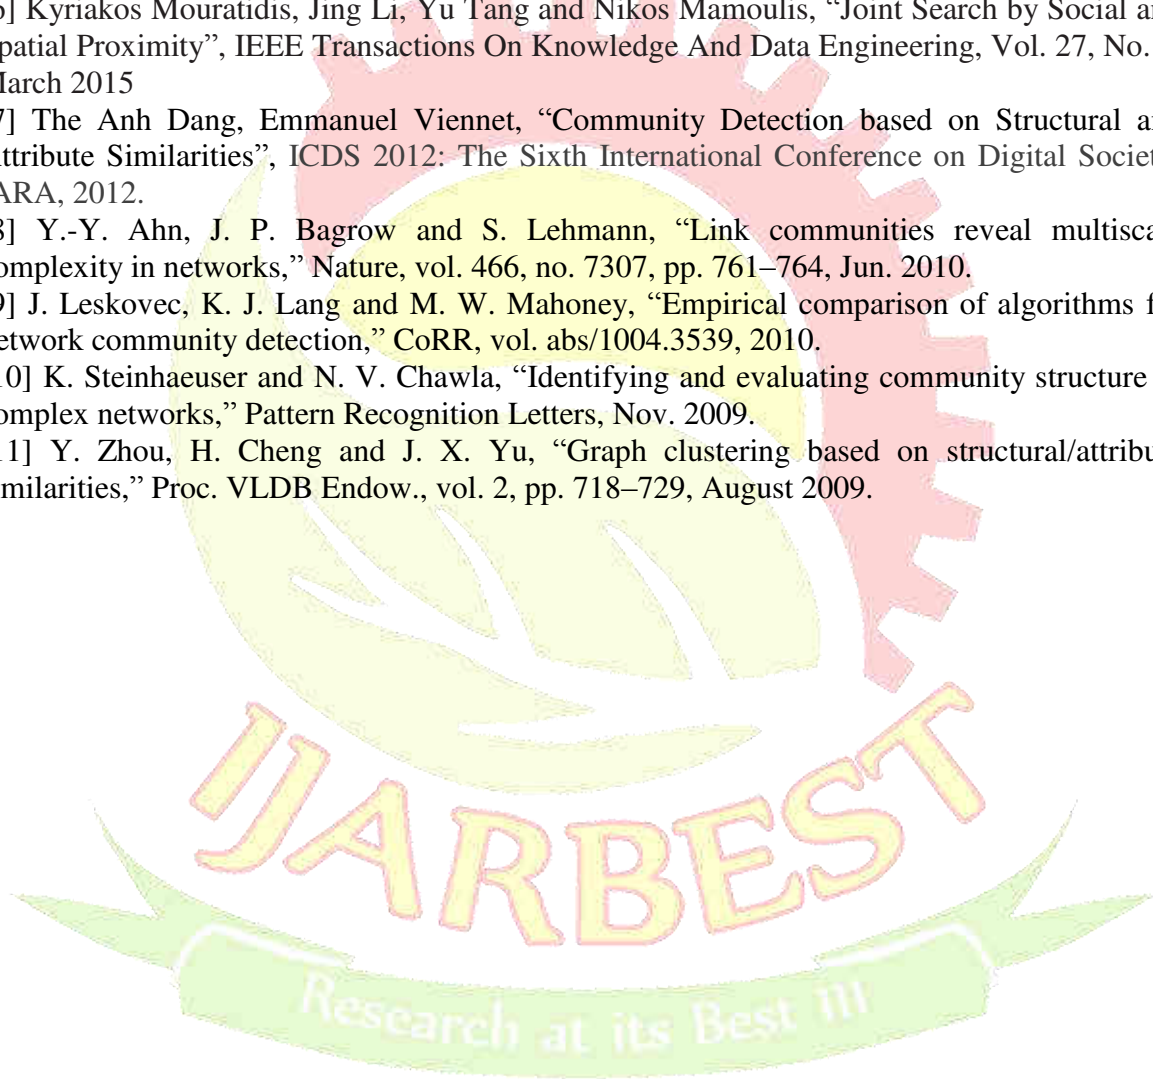 ] Kyriakos Mouratidis, Jing Li, Yu Tang and Nikos Mamoulis, “Joint Search by Social an
patial Proximity”, IEEE Transactions On Knowledge And Data Engineering, Vol. 27, No.
March 2015
7] The Anh Dang, Emmanuel Viennet, “Community Detection based on Structural an
ttribute Similarities”, ICDS 2012: The Sixth International Conference on Digital Societ
ARA, 2012.
8] Y.-Y. Ahn, J. P. Bagrow and S. Lehmann, “Link communities reveal multisca
omplexity in networks,” Nature, vol. 466, no. 7307, pp. 761–764, Jun. 2010.
9] J. Leskovec, K. J. Lang and M. W. Mahoney, “Empirical comparison of algorithms f
etwork community detection,” CoRR, vol. abs/1004.3539, 2010.
10] K. Steinhaeuser and N. V. Chawla, “Identifying and evaluating community structure
omplex networks,” Pattern Recognition Letters, Nov. 2009.
11] Y. Zhou, H. Cheng and J. X. Yu, “Graph clustering based on structural/attribu
milarities,” Proc. VLDB Endow., vol. 2, pp. 718–729, August 2009.
IJARBEST
Research at its Best !!!